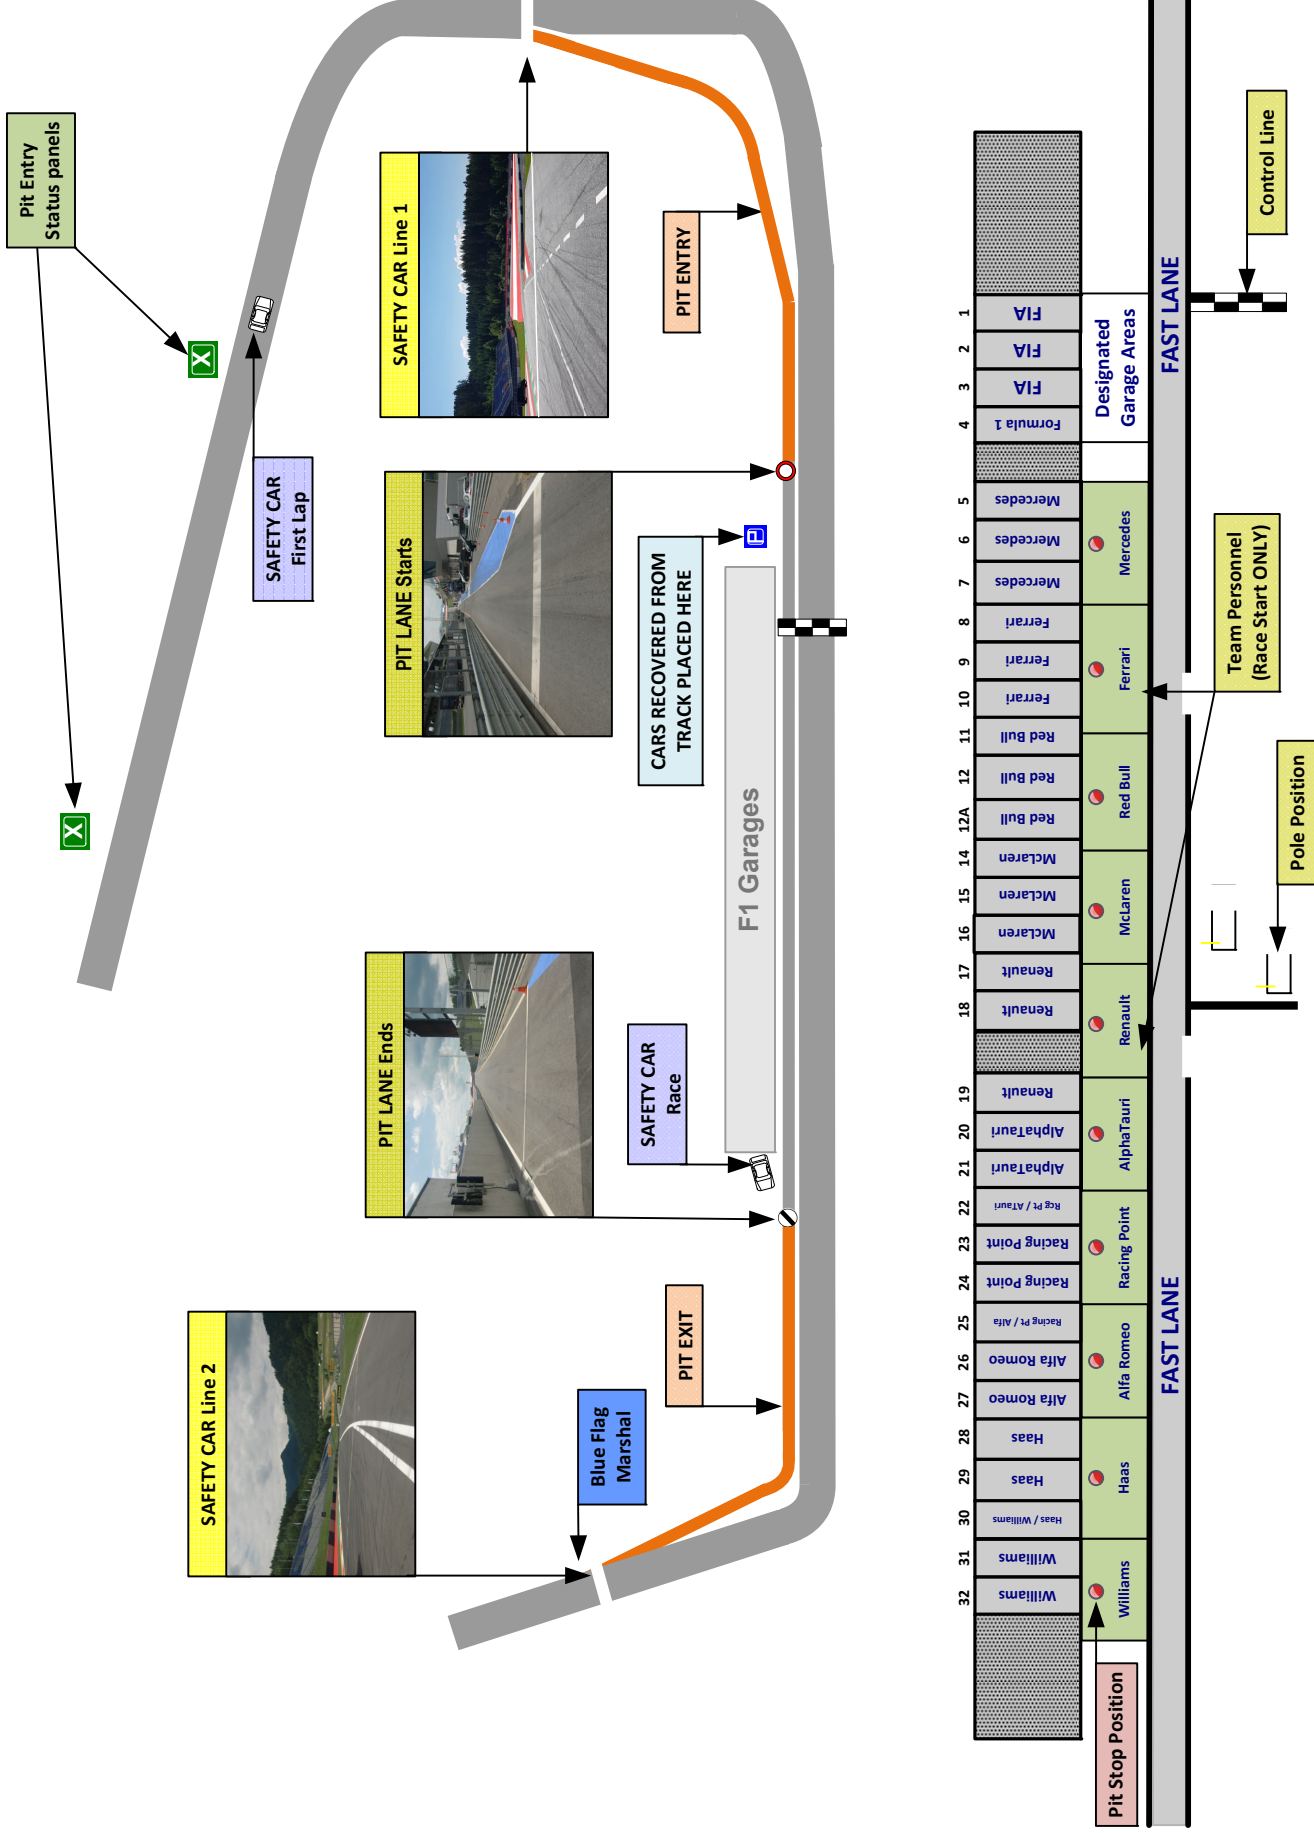 Pit Entry
Status panels
SAFETY CAR
First Lap
SAFETY CAR Line 1
PIT ENTRY
PIT LANE Starts
CARS RECOVERED FROM
TRACK PLACED HERE
F1 Garages
PIT LANE Ends
SAFETY CAR
Race
SAFETY CAR Line 2
Blue Flag
Marshal
PIT EXIT
X
X
P
1
2
3
4
5
6
7
8
9
10
11
12
12A
14
15
16
17
18
19
20
21
22
23
24
25
26
27
28
29
30
31
32
FIA
FIA
FIA
Formula 1
Mercedes
Mercedes
Mercedes
Ferrari
Ferrari
Ferrari
Red Bull
Red Bull
Red Bull
McLaren
McLaren
McLaren
Renault
Renault
Renault
AlphaTauri
AlphaTauri
Rcg Pt / ATauri
Racing Point
Racing Point
Racing Pt / Alfa
Alfa Romeo
Alfa Romeo
Haas
Haas
Haas / Williams
Williams
Williams
Designated
Garage Areas
Mercedes
Ferrari
Red Bull
McLaren
Renault
AlphaTauri
Racing Point
Alfa Romeo
Haas
Williams
FAST LANE
FAST LANE
Control Line
Team Personnel
(Race Start ONLY)
Pole Position
Pit Stop Position